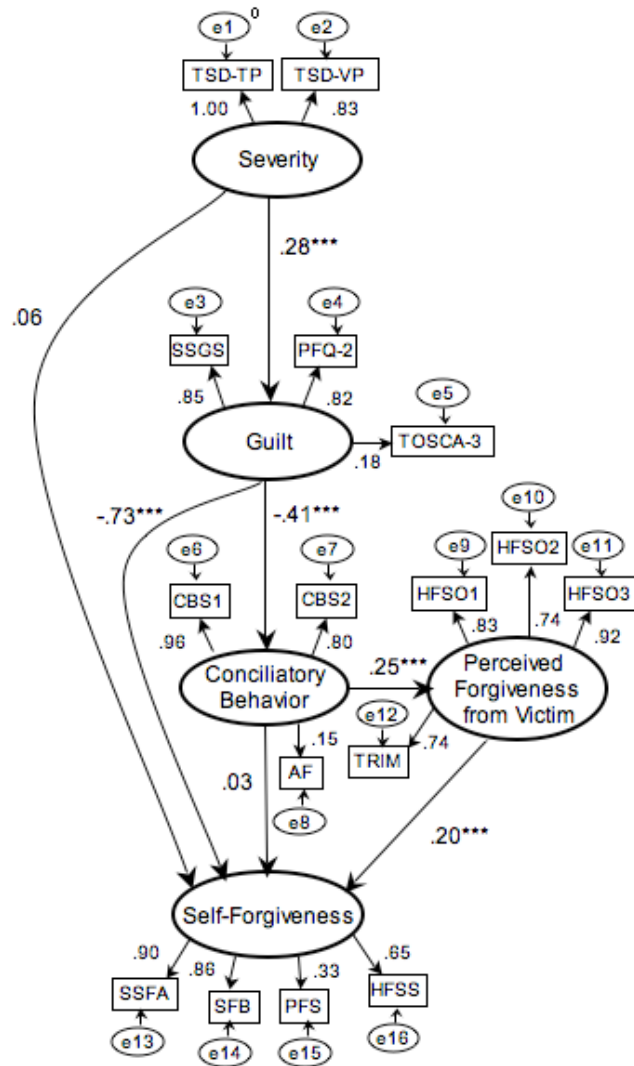 e1 0 e2
TSD-TP TSD-VP
1.00 .83
Severity
.28***
.06
e3 e4
SSGS PFQ-2
.85 .82
e5
Guilt
TOSCA-3
.18
-.73*** -.41***
e6 e7
CBS1 CBS2
.96 .80
e10
HFSO2
e9 e11
HFSO1 HFSO3
.83 .74 .92
Conciliatory
Behavior
.25***
Perceived
Forgiveness
from Victim
e12
.15 .74
AF TRIM
e8
.03
.20***
Self-Forgiveness
.90 .86 .33 .65
SSFA SFB PFS HFSS
e13 e14 e15 e16